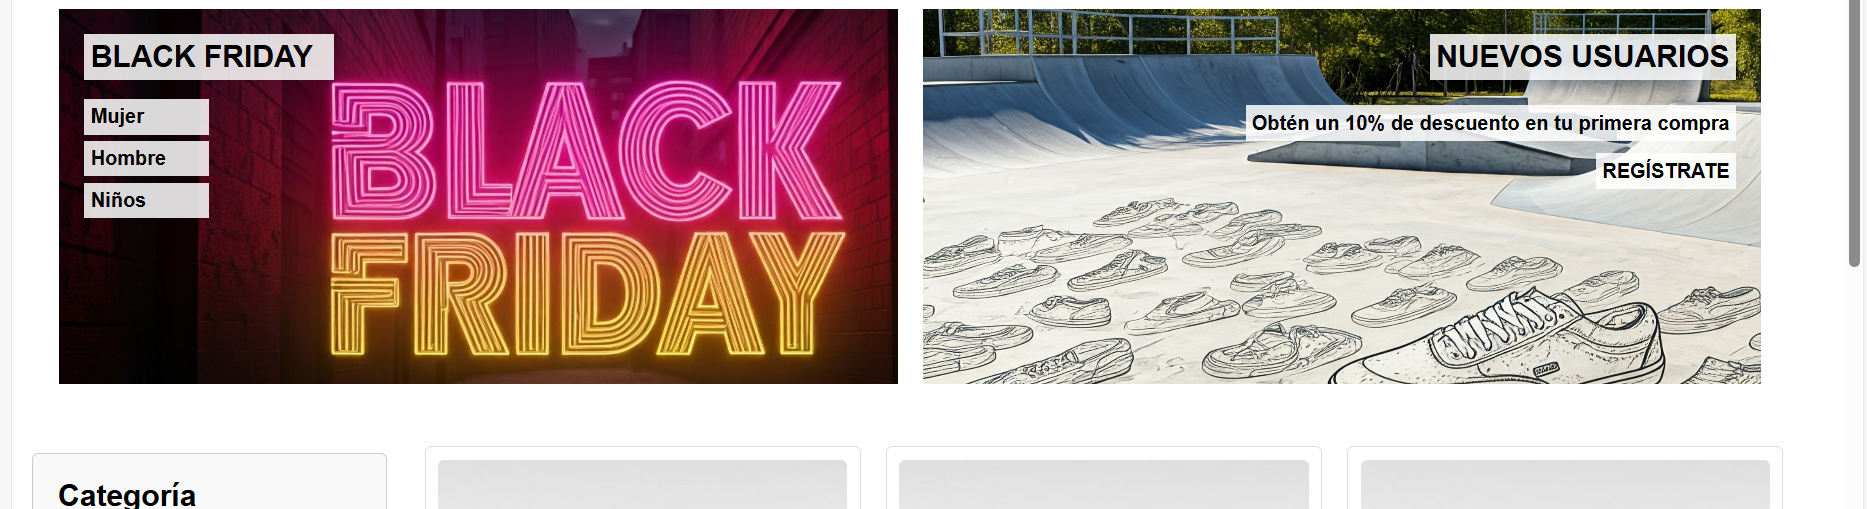 BLACK FRIDAY
Mujer
Hombre
Niños
BLACK
FRIDAY
NUEVOS USUARIOS
Obtén un 10% de descuento en tu primera compra
REGÍSTRATE
Categoría